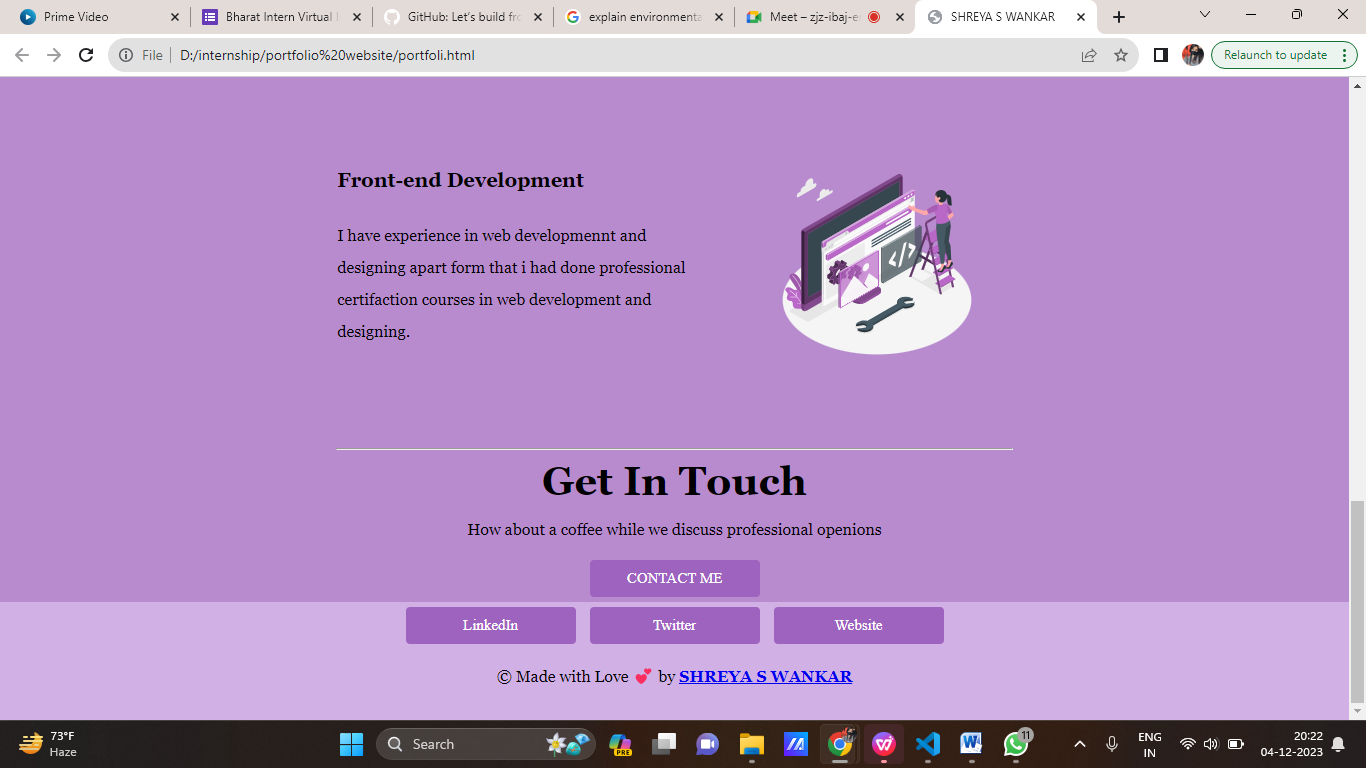 Prime Video
Bharat Intern Virtual
GitHub: Let's build fro
explain environmenta
Meet – zjz-ibaj-e
SHREYA S WANKAR
File
D:/internship/portfolio%20website/portfoli.html
Relaunch to update
Front-end Development
I have experience in web developmennt and
designing apart form that i had done professional
certifaction courses in web development and
designing.
</>
Get In Touch
How about a coffee while we discuss professional openions
CONTACT ME
LinkedIn
Twitter
Website
© Made with Love 💕 by SHREYA S WANKAR
73°F
Haze
Search
PRE
11
ENG
IN
20:22
04-12-2023